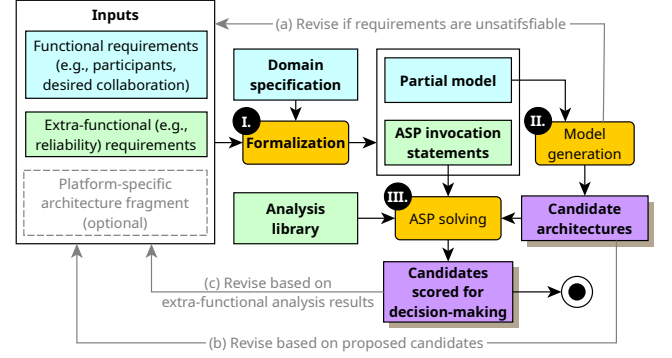 Inputs
(a) Revise if requirements are unsatifsfiable
Functional requirements
(e.g., participants,
desired collaboration)
Extra-functional (e.g.,
reliability) requirements
Platform-specific
architecture fragment
(optional)
Domain
specification
I.
Formalization
Partial model
ASP invocation
statements
II.
Model
generation
Analysis
library
III.
ASP solving
Candidate
architectures
(c) Revise based on
extra-functional analysis results
Candidates
scored for
decision-making
(b) Revise based on proposed candidates